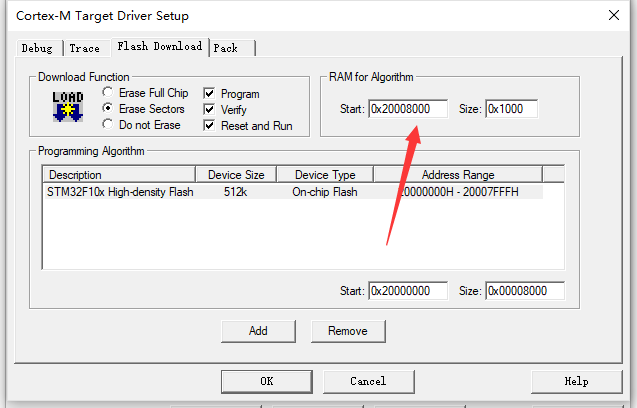 Cortex-M Target Driver Setup
Debug Trace Flash Download Pack
Download Function
LOAD
Erase Full Chip
Erase Sectors
Do not Erase
Program
Verify
Reset and Run
RAM for Algorithm
Start: 0x20008000 Size: 0x1000
Programming Algorithm
Description Device Size Device Type Address Range
STM32F10x High-density Flash 512k On-chip Flash 20000000H - 20007FFFH
Start: 0x20000000 Size: 0x00008000
Add Remove
OK Cancel Help